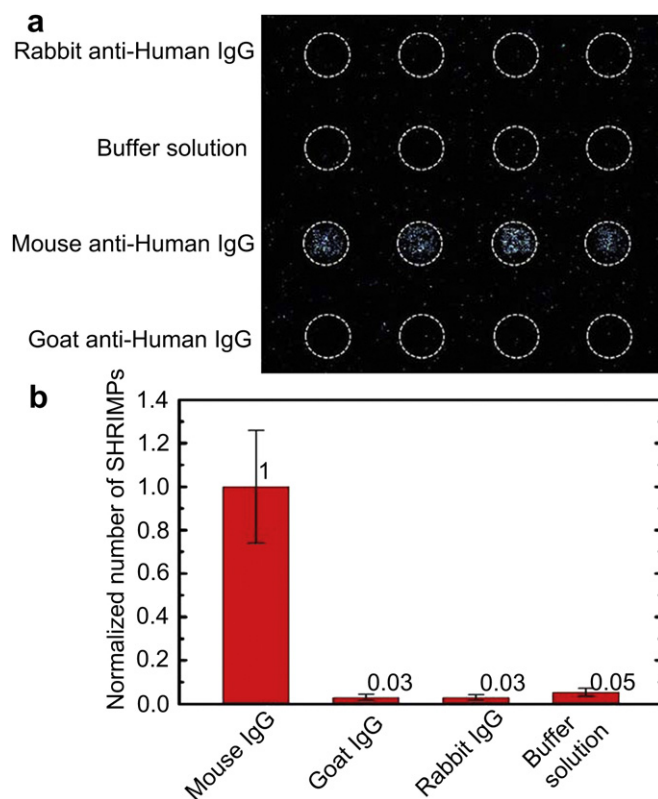 a
Rabbit anti-Human IgG
Buffer solution
Mouse anti-Human IgG
Goat anti-Human IgG
b
Normalized number of SHRIMPs
1.4
1.2
1.0
0.8
0.6
0.4
0.2
0.0
1
0.03
0.03
0.05
Mouse IgG
Goat IgG
Rabbit IgG
Buffer
solution